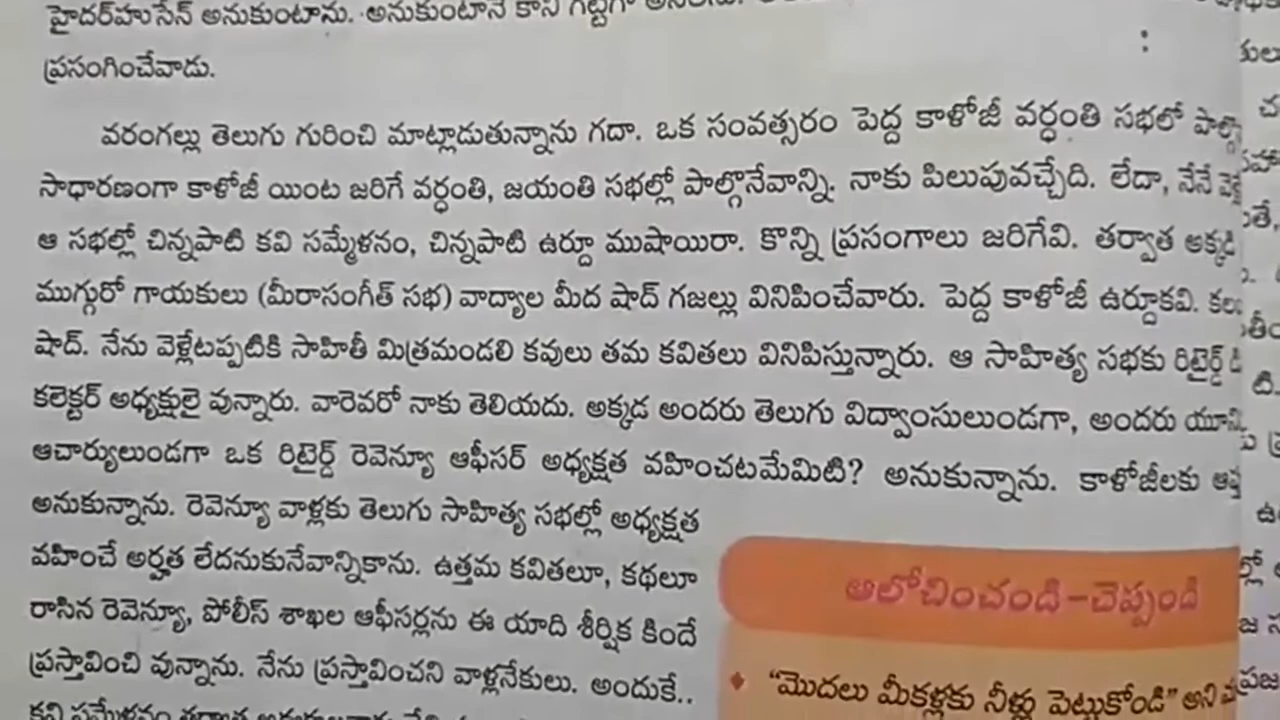 హైదర్‌హుసేన్ అనుకుంటాను. అనుకుంటానే కాని గట్టిగా
ప్రసంగించేవాడు.
వరంగల్లు తెలుగు గురించి మాట్లాడుతున్నాను గదా. ఒక సంవత్సరం పెద్ద కాళోజీ వర్ధంతి సభలో
సాధారణంగా కాళోజీ యింట జరిగే వర్ధంతి, జయంతి సభల్లో పాల్గొనేవాన్ని. నాకు పిలుపువచ్చేది. లేదా, నేనే
ఆ సభల్లో చిన్నపాటి కవి సమ్మేళనం, చిన్నపాటి ఉర్దూ ముషాయిరా. కొన్ని ప్రసంగాలు జరిగేవి. తర్వాత అక్కడి
ముగ్గురో గాయకులు (మీరాసంగీత్ సభ) వాద్యాల మీద షాద్ గజల్లు వినిపించేవారు. పెద్ద కాళోజీ ఉర్దూకవి.
షాద్. నేను వెళ్లేటప్పటికి సాహితీ మిత్రమండలి కవులు తమ కవితలు వినిపిస్తున్నారు. ఆ సాహిత్య సభకు రిటైర్డ్
కలెక్టర్ అధ్యక్షులై వున్నారు. వారెవరో నాకు తెలియదు. అక్కడ అందరు తెలుగు విద్వాంసులుండగా, అందరు
ఆచార్యులుండగా ఒక రిటైర్డ్ రెవెన్యూ ఆఫీసర్ అధ్యక్షత వహించటమేమిటి? అనుకున్నాను. కాళోజీలకు
అనుకున్నాను. రెవెన్యూ వాళ్లకు తెలుగు సాహిత్య సభల్లో అధ్యక్షత
వహించే అర్హత లేదనుకునేవాన్నికాను. ఉత్తమ కవితలూ, కథలూ
రాసిన రెవెన్యూ, పోలీస్ శాఖల ఆఫీసర్లను ఈ యాది శీర్షిక కిందే
ప్రస్తావించి వున్నాను. నేను ప్రస్తావించని వాళ్లనేకులు. అందుకే..
ఆలోచించండి-చెప్పండి
“మొదలు మీకళ్లకు నీళ్లు పెట్టుకోండి” అని